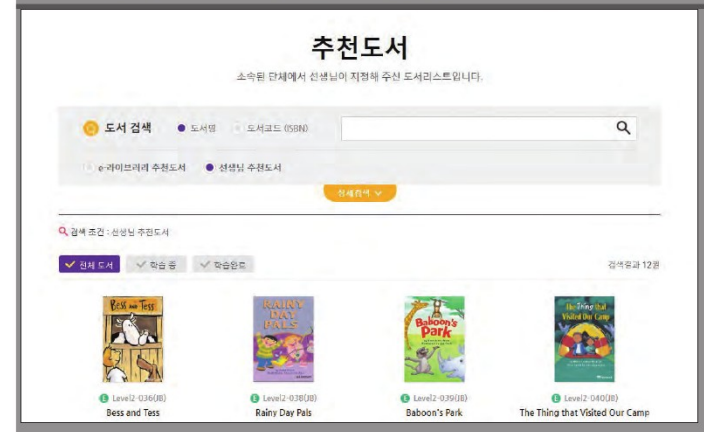 추천도서
소속된 단체에서 선생님이 지정해 주신 도서리스트입니다.
도서 검색 도서명 도서코드 (ISBN)
e-라이브러리 추천도서 선생님 추천도서
상세검색
검색 조건 : 선생님 추천도서
전체 도서 학습 중 학습완료 검색결과 12권
Bess and Tess
RAINY DAY PALS
Baboon's Park
The Thing that Visited Our Camp
E Level2-036(JB) E Level2-038(JB) E Level2-039(JB) E Level2-040(JB)
Bess and Tess Rainy Day Pals Baboon's Park The Thing that Visited Our Camp